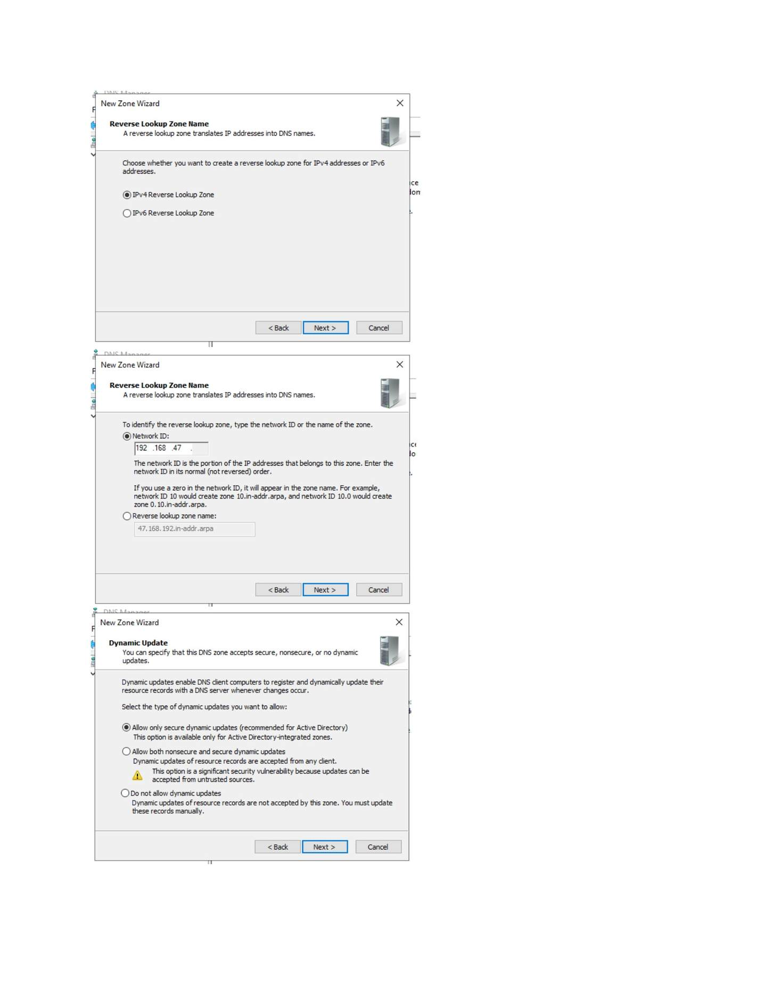 DNS Manager
New Zone Wizard
Reverse Lookup Zone Name
A reverse lookup zone translates IP addresses into DNS names.
Choose whether you want to create a reverse lookup zone for IPv4 addresses or IPv6
addresses.
IPv4 Reverse Lookup Zone
IPv6 Reverse Lookup Zone
< Back Next > Cancel
DNS Manager
New Zone Wizard
Reverse Lookup Zone Name
A reverse lookup zone translates IP addresses into DNS names.
To identify the reverse lookup zone, type the network ID or the name of the zone.
Network ID:
192 .168 .47 .
The network ID is the portion of the IP addresses that belongs to this zone. Enter the
network ID in its normal (not reversed) order.
If you use a zero in the network ID, it will appear in the zone name. For example,
network ID 10 would create zone 10.in-addr.arpa, and network ID 10.0 would create
zone 0.10.in-addr.arpa.
Reverse lookup zone name:
47.168.192.in-addr.arpa
< Back Next > Cancel
DNS Manager
New Zone Wizard
Dynamic Update
You can specify that this DNS zone accepts secure, nonsecure, or no dynamic
updates.
Dynamic updates enable DNS client computers to register and dynamically update their
resource records with a DNS server whenever changes occur.
Select the type of dynamic updates you want to allow:
Allow only secure dynamic updates (recommended for Active Directory)
This option is available only for Active Directory-integrated zones.
Allow both nonsecure and secure dynamic updates
Dynamic updates of resource records are accepted from any client.
This option is a significant security vulnerability because updates can be
accepted from untrusted sources.
Do not allow dynamic updates
Dynamic updates of resource records are not accepted by this zone. You must update
these records manually.
< Back Next > Cancel